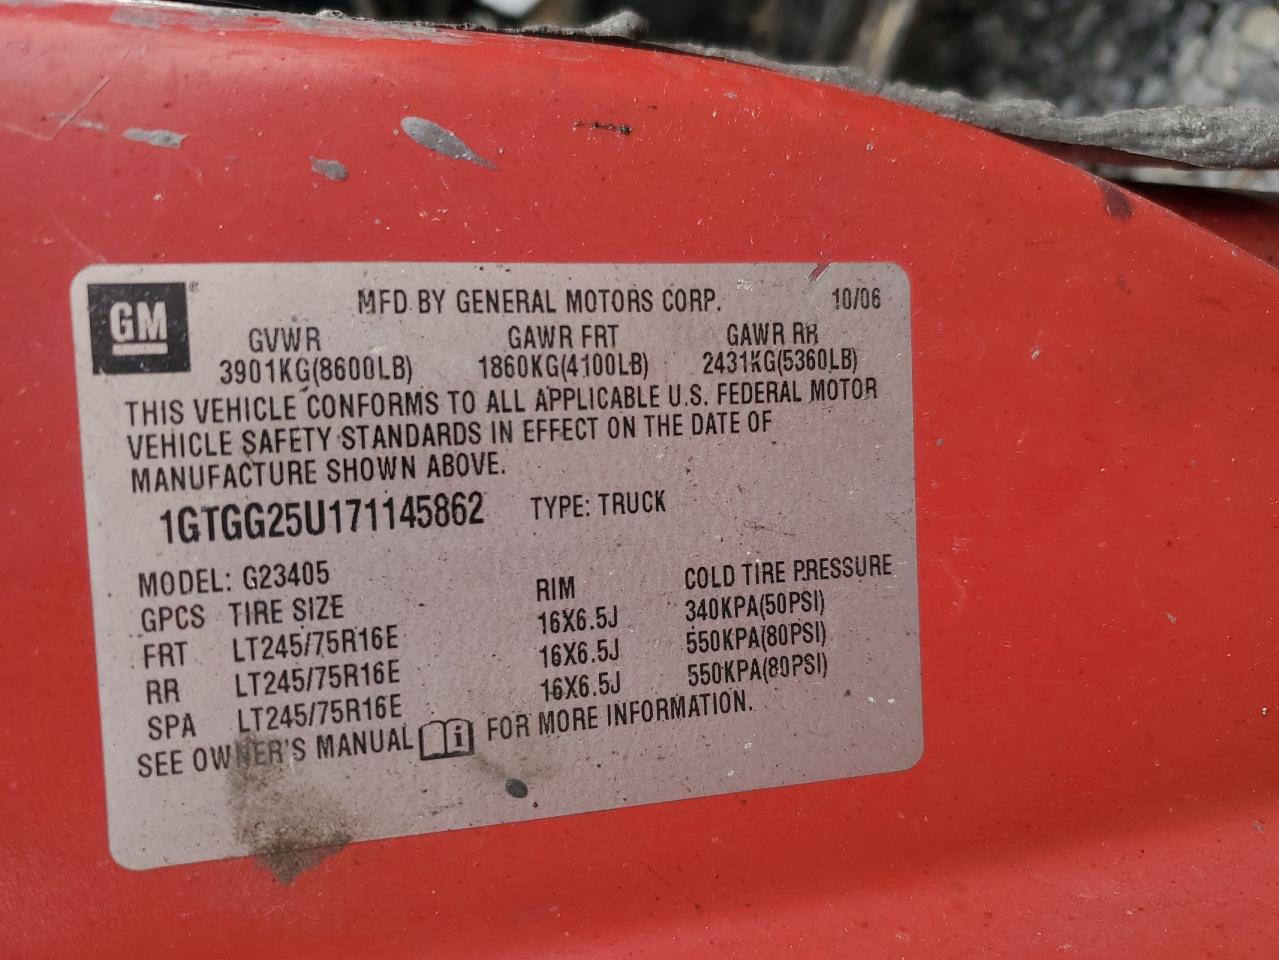 GM ® MFD BY GENERAL MOTORS CORP. 10/06
GVWR GAWR FRT GAWR RR
3901KG(8600LB) 1860KG(4100LB) 2431KG(5360LB)
THIS VEHICLE CONFORMS TO ALL APPLICABLE U.S. FEDERAL MOTOR
VEHICLE SAFETY STANDARDS IN EFFECT ON THE DATE OF
MANUFACTURE SHOWN ABOVE.
1GTGG25U171145862 TYPE: TRUCK
MODEL: G23405
GPCS TIRE SIZE RIM COLD TIRE PRESSURE
FRT LT245/75R16E 16X6.5J 340KPA(50PSI)
RR LT245/75R16E 16X6.5J 550KPA(80PSI)
SPA LT245/75R16E 16X6.5J 550KPA(80PSI)
SEE OWNER'S MANUAL i FOR MORE INFORMATION.